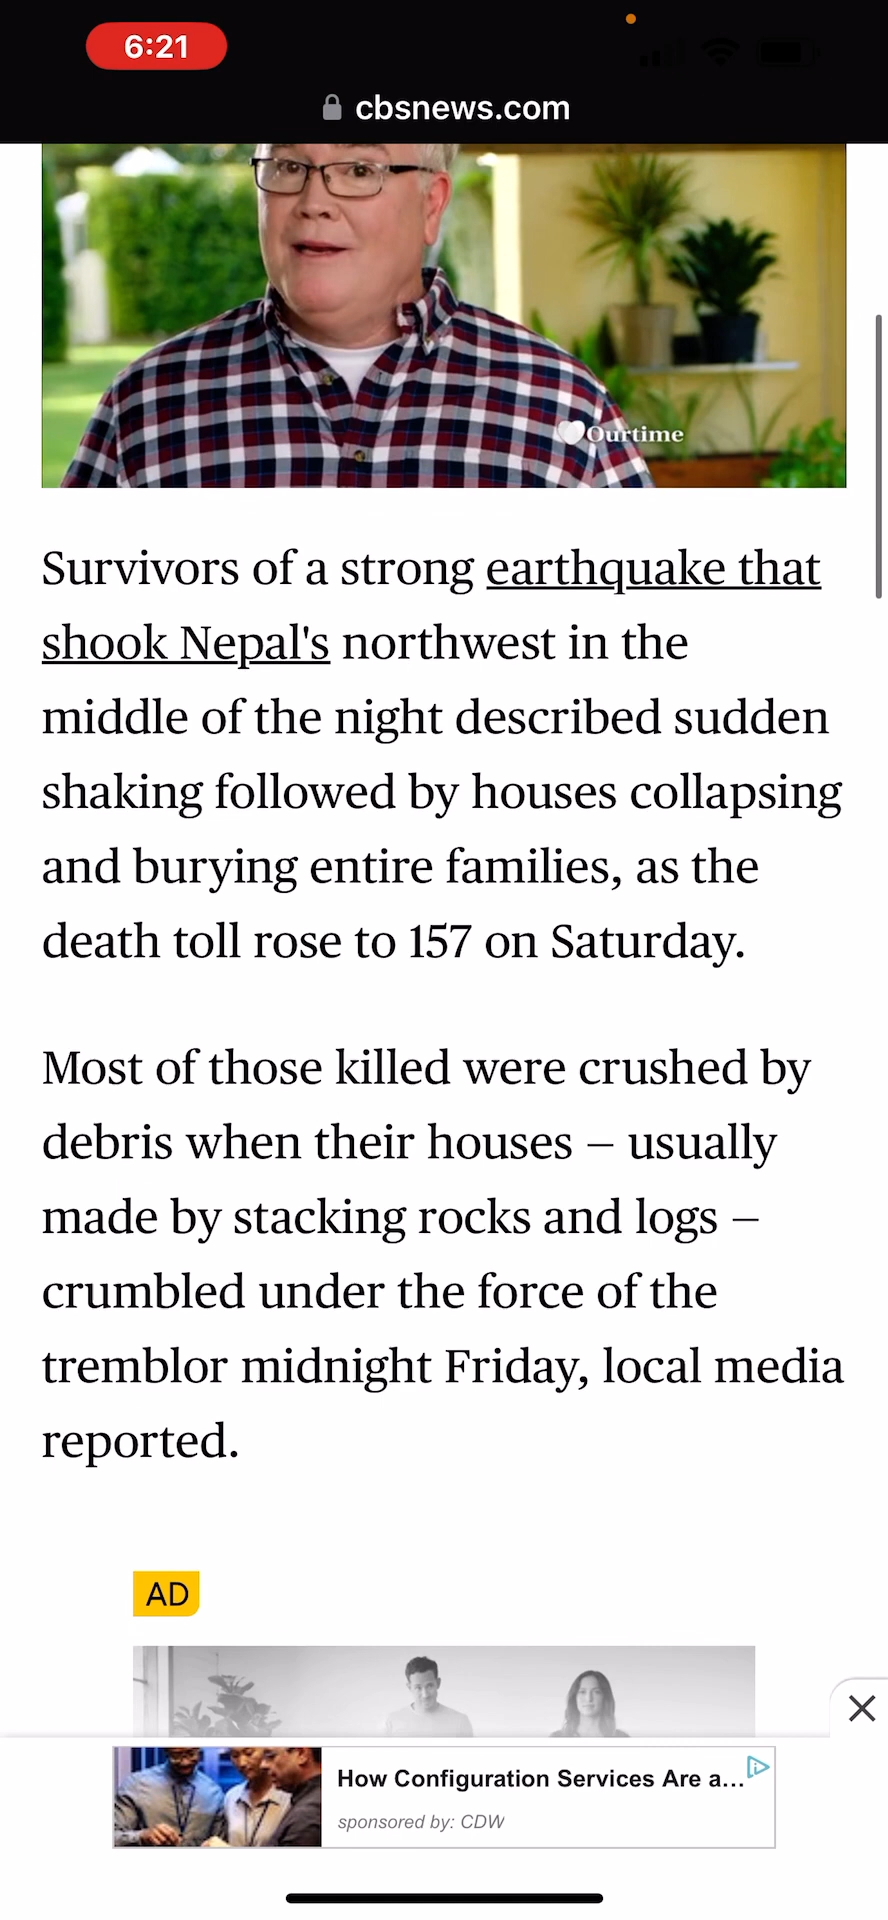 6:21
cbsnews.com
Ourtime
Survivors of a strong earthquake that
shook Nepal's northwest in the
middle of the night described sudden
shaking followed by houses collapsing
and burying entire families, as the
death toll rose to 157 on Saturday.
Most of those killed were crushed by
debris when their houses – usually
made by stacking rocks and logs –
crumbled under the force of the
tremblor midnight Friday, local media
reported.
AD
How Configuration Services Are a...
sponsored by: CDW